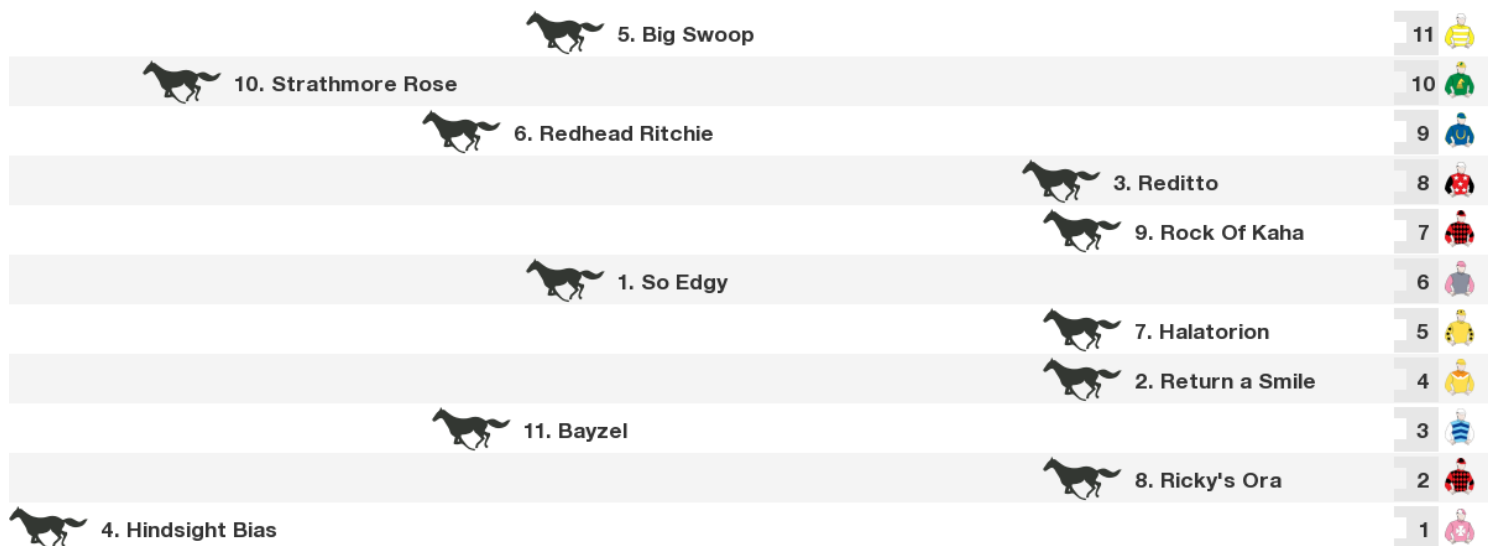 5. Big Swoop 11
10. Strathmore Rose 10
6. Redhead Ritchie 9
3. Reditto 8
9. Rock Of Kaha 7
1. So Edgy 6
7. Halatorion 5
2. Return a Smile 4
11. Bayzel 3
8. Ricky's Ora 2
4. Hindsight Bias 1